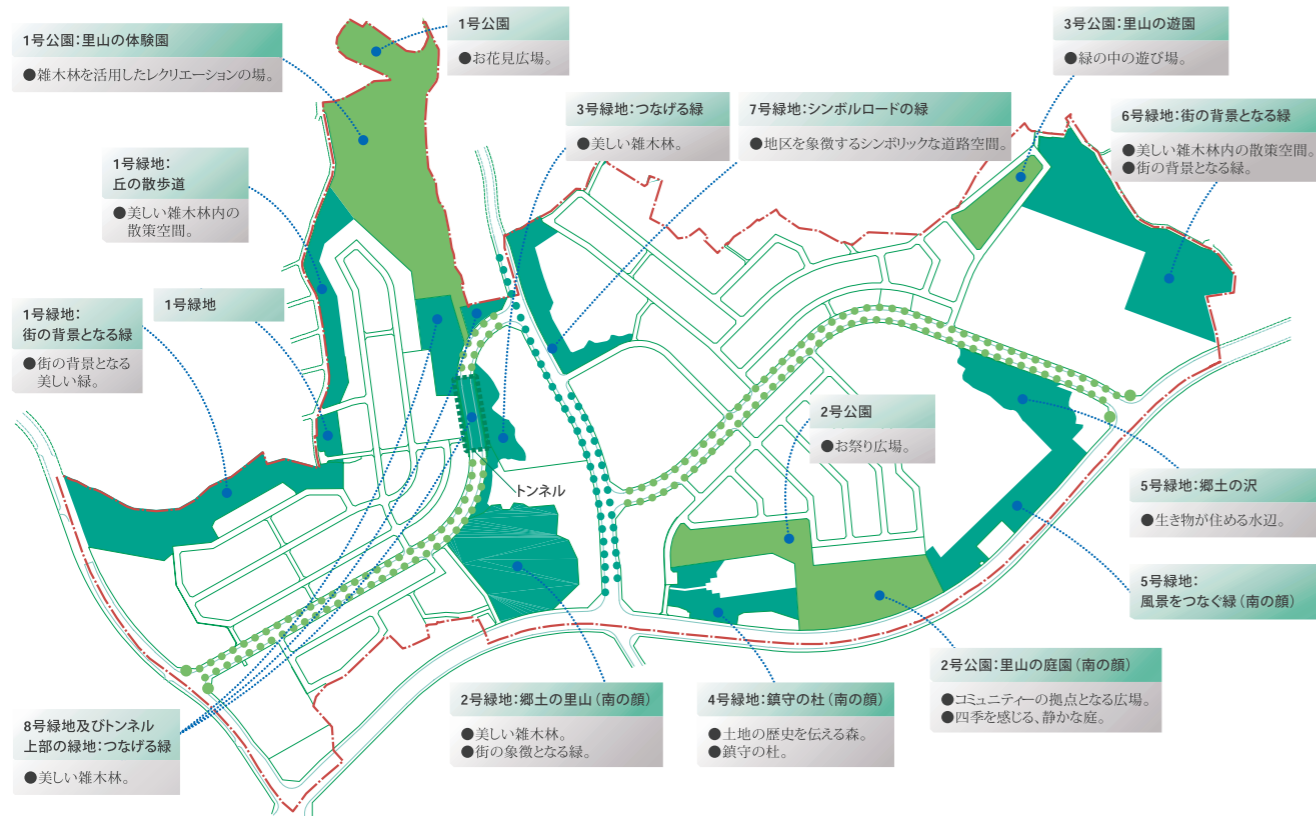 1号公園:里山の体験園
●雑木林を活用したレクリエーションの場。
1号公園
●お花見広場。
3号公園:里山の遊園
●緑の中の遊び場。
3号緑地:つなげる緑
●美しい雑木林。
7号緑地:シンボルロードの緑
●地区を象徴するシンボリックな道路空間。
6号緑地:街の背景となる緑
●美しい雑木林内の散策空間。
●街の背景となる緑。
1号緑地:
丘の散歩道
●美しい雑木林内の
散策空間。
1号緑地
1号緑地:
街の背景となる緑
●街の背景となる
美しい緑。
2号公園
●お祭り広場。
トンネル
5号緑地:郷土の沢
●生き物が住める水辺。
5号緑地:
風景をつなぐ緑(南の顔)
2号公園:里山の庭園(南の顔)
●コミュニティーの拠点となる広場。
●四季を感じる、静かな庭。
2号緑地:郷土の里山(南の顔)
●美しい雑木林。
●街の象徴となる緑。
4号緑地:鎮守の杜(南の顔)
●土地の歴史を伝える森。
●鎮守の杜。
8号緑地及びトンネル
上部の緑地:つなげる緑
●美しい雑木林。